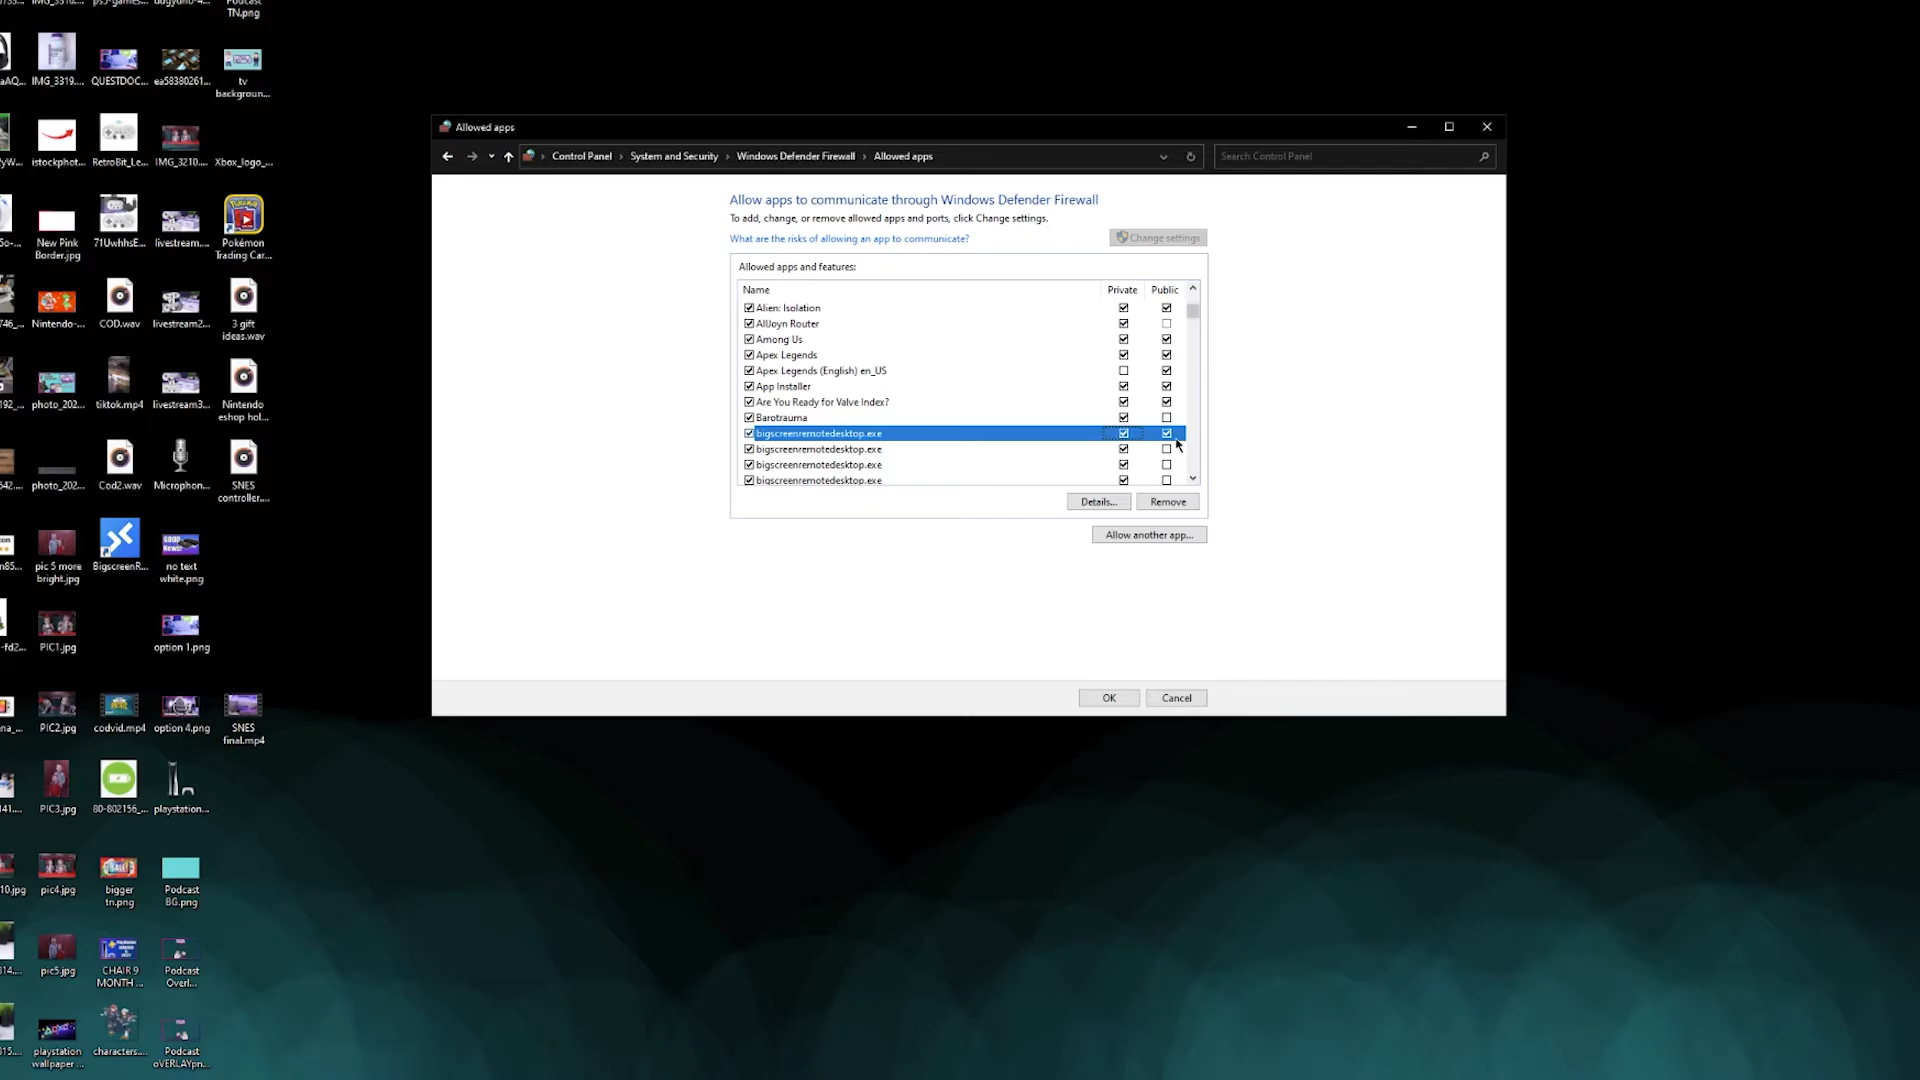 Podcast
TN.png
IMG_3319....
QUESTDOC...
ea58380261...
tv
backgroun...
istockphot...
RetroBit_Le...
IMG_3210....
Xbox_logo_...
New Pink
Border.jpg
71UwhhsE...
livestream....
Pokémon
Trading Car...
Nintendo-...
COD.wav
livestream2...
3 gift
ideas.wav
photo_202...
tiktok.mp4
livestream3...
Nintendo
eshop hol...
photo_202...
Cod2.wav
Microphon...
SNES
controller....
pic 5 more
bright.jpg
BigscreenR...
no text
white.png
PIC1.jpg
option 1.png
PIC2.jpg
codvid.mp4
option 4.png
SNES
final.mp4
PIC3.jpg
80-802156_...
playstation...
10.jpg
pic4.jpg
bigger
tn.png
Podcast
BG.png
pic5.jpg
CHAIR 9
MONTH ...
Podcast
Overl...
playstation
wallpaper ...
characters....
Podcast
oVERLAYpn...
Allowed apps
Control Panel
System and Security
Windows Defender Firewall
Allowed apps
Search Control Panel
Allow apps to communicate through Windows Defender Firewall
To add, change, or remove allowed apps and ports, click Change settings.
What are the risks of allowing an app to communicate?
Change settings
Allowed apps and features:
Name Private Public
Alien: Isolation
AllJoyn Router
Among Us
Apex Legends
Apex Legends (English) en_US
App Installer
Are You Ready for Valve Index?
Barotrauma
bigscreenremotedesktop.exe
bigscreenremotedesktop.exe
bigscreenremotedesktop.exe
bigscreenremotedesktop.exe
Details... Remove
Allow another app...
OK Cancel